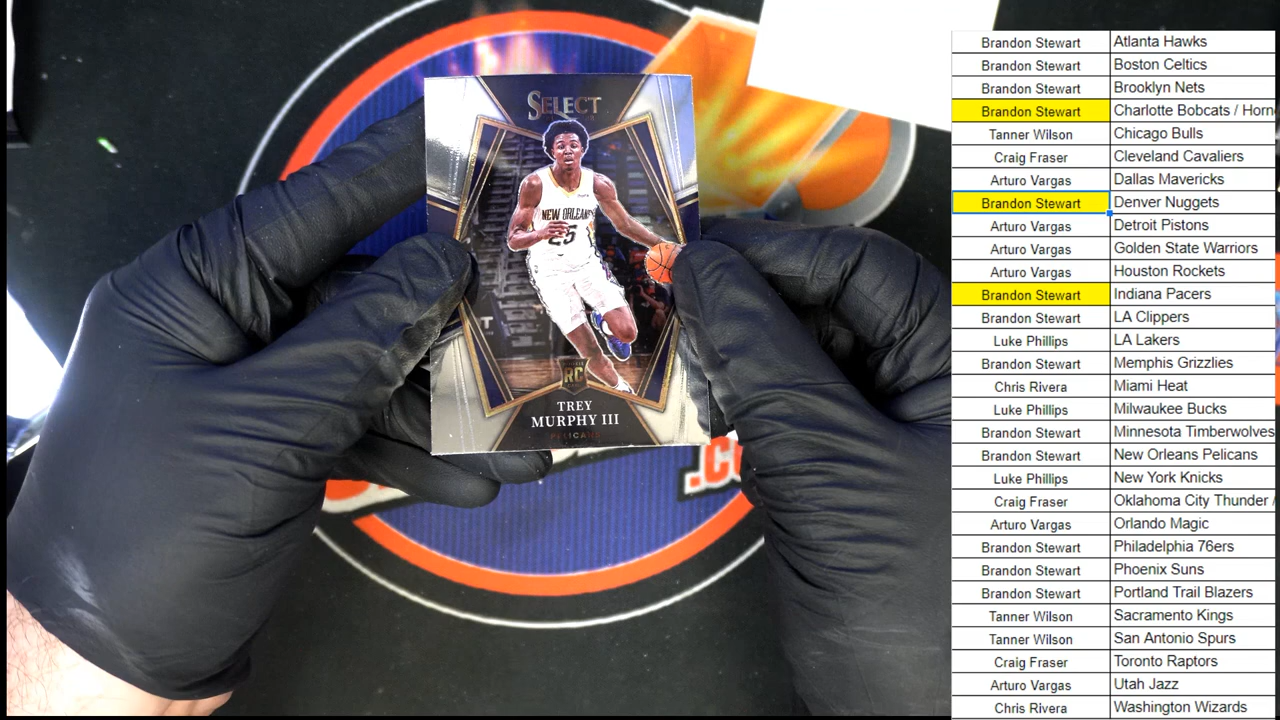 SELECT
NEW ORLEANS
25
RC
TREY
MURPHY III
PELICANS
Brandon Stewart Atlanta Hawks
Brandon Stewart Boston Celtics
Brandon Stewart Brooklyn Nets
Brandon Stewart Charlotte Bobcats / Horn
Tanner Wilson Chicago Bulls
Craig Fraser Cleveland Cavaliers
Arturo Vargas Dallas Mavericks
Brandon Stewart Denver Nuggets
Arturo Vargas Detroit Pistons
Arturo Vargas Golden State Warriors
Arturo Vargas Houston Rockets
Brandon Stewart Indiana Pacers
Brandon Stewart LA Clippers
Luke Phillips LA Lakers
Brandon Stewart Memphis Grizzlies
Chris Rivera Miami Heat
Luke Phillips Milwaukee Bucks
Brandon Stewart Minnesota Timberwolves
Brandon Stewart New Orleans Pelicans
Luke Phillips New York Knicks
Craig Fraser Oklahoma City Thunder /
Arturo Vargas Orlando Magic
Brandon Stewart Philadelphia 76ers
Brandon Stewart Phoenix Suns
Brandon Stewart Portland Trail Blazers
Tanner Wilson Sacramento Kings
Tanner Wilson San Antonio Spurs
Craig Fraser Toronto Raptors
Arturo Vargas Utah Jazz
Chris Rivera Washington Wizards